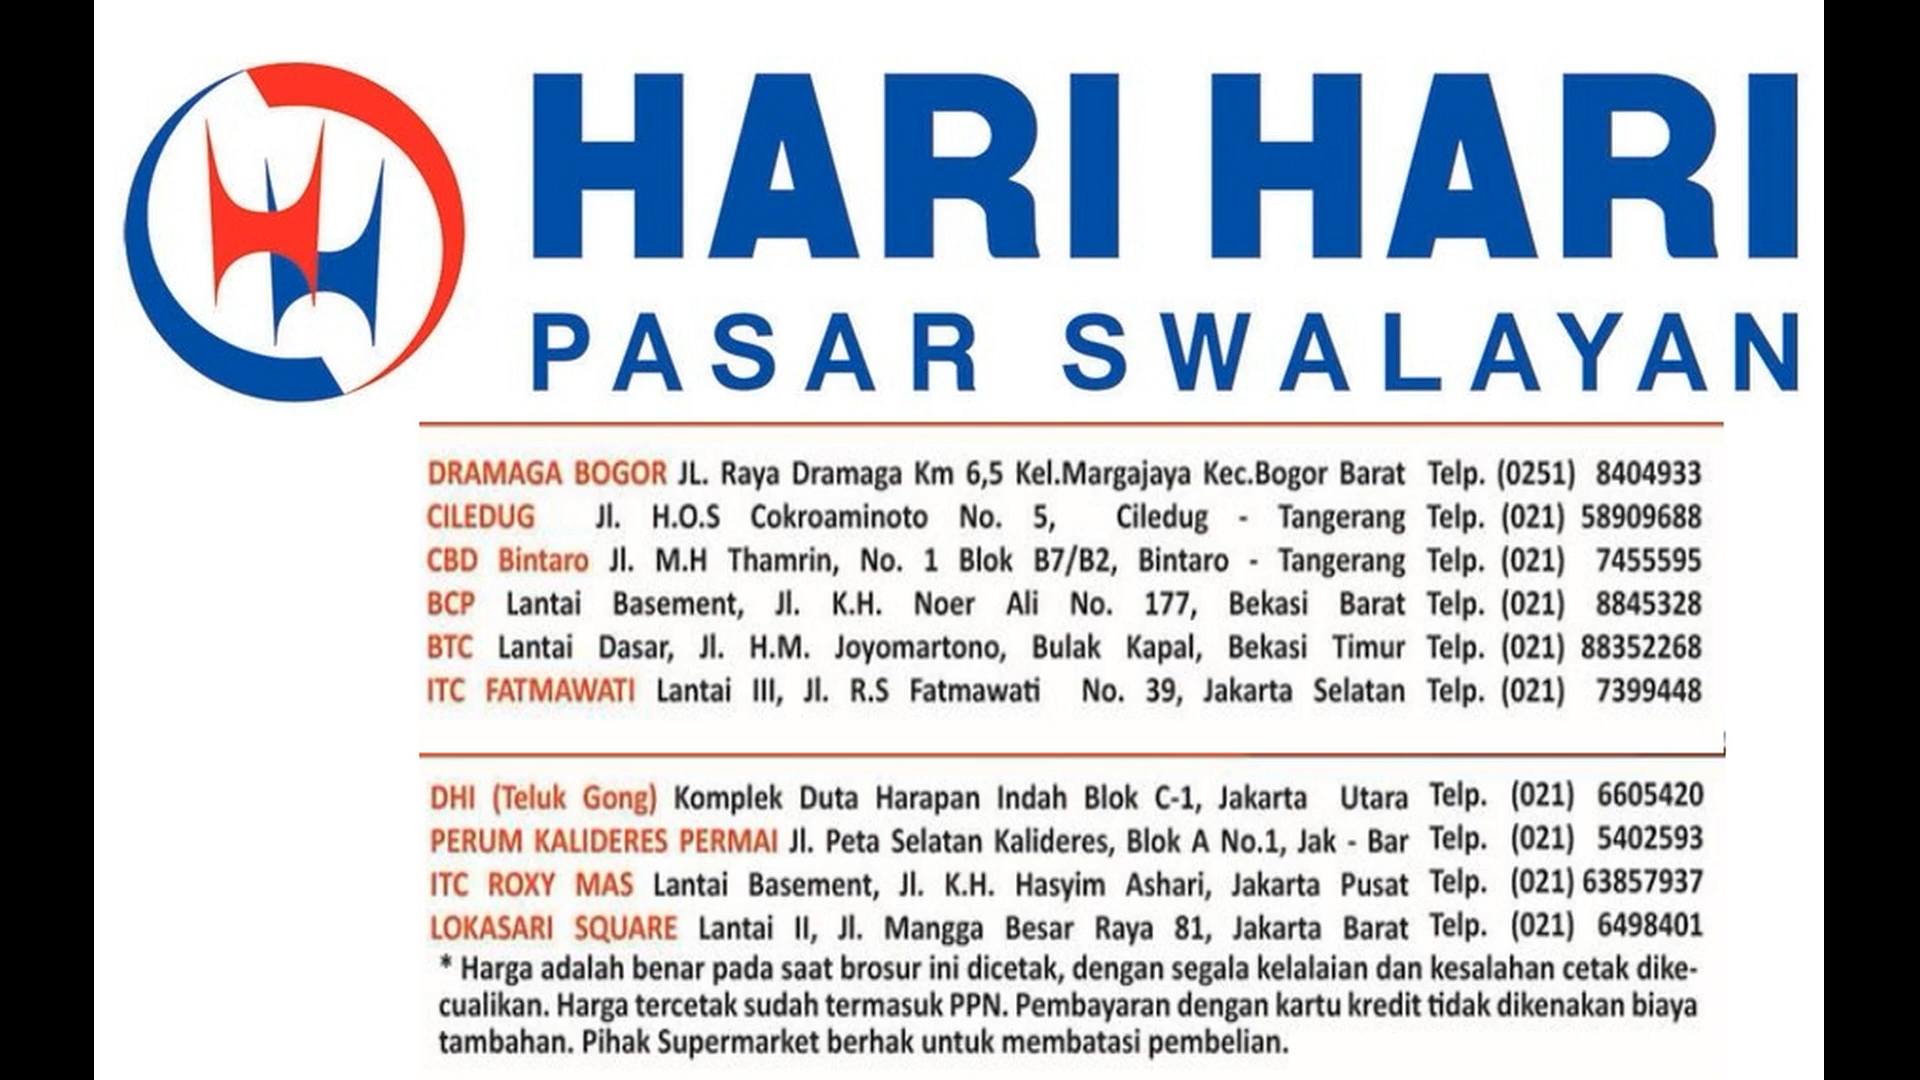 HARI HARI
PASAR SWALAYAN
DRAMAGA BOGOR JL. Raya Dramaga Km 6,5 Kel.Margajaya Kec.Bogor Barat Telp. (0251) 8404933
CILEDUG Jl. H.O.S Cokroaminoto No. 5, Ciledug - Tangerang Telp. (021) 58909688
CBD Bintaro Jl. M.H Thamrin, No. 1 Blok B7/B2, Bintaro - Tangerang Telp. (021) 7455595
BCP Lantai Basement, Jl. K.H. Noer Ali No. 177, Bekasi Barat Telp. (021) 8845328
BTC Lantai Dasar, Jl. H.M. Joyomartono, Bulak Kapal, Bekasi Timur Telp. (021) 88352268
ITC FATMAWATI Lantai III, Jl. R.S Fatmawati No. 39, Jakarta Selatan Telp. (021) 7399448
DHI (Teluk Gong) Komplek Duta Harapan Indah Blok C-1, Jakarta Utara Telp. (021) 6605420
PERUM KALIDERES PERMAI Jl. Peta Selatan Kalideres, Blok A No.1, Jak - Bar Telp. (021) 5402593
ITC ROXY MAS Lantai Basement, Jl. K.H. Hasyim Ashari, Jakarta Pusat Telp. (021) 63857937
LOKASARI SQUARE Lantai II, Jl. Mangga Besar Raya 81, Jakarta Barat Telp. (021) 6498401
* Harga adalah benar pada saat brosur ini dicetak, dengan segala kelalaian dan kesalahan cetak dike-
cualikan. Harga tercetak sudah termasuk PPN. Pembayaran dengan kartu kredit tidak dikenakan biaya
tambahan. Pihak Supermarket berhak untuk membatasi pembelian.